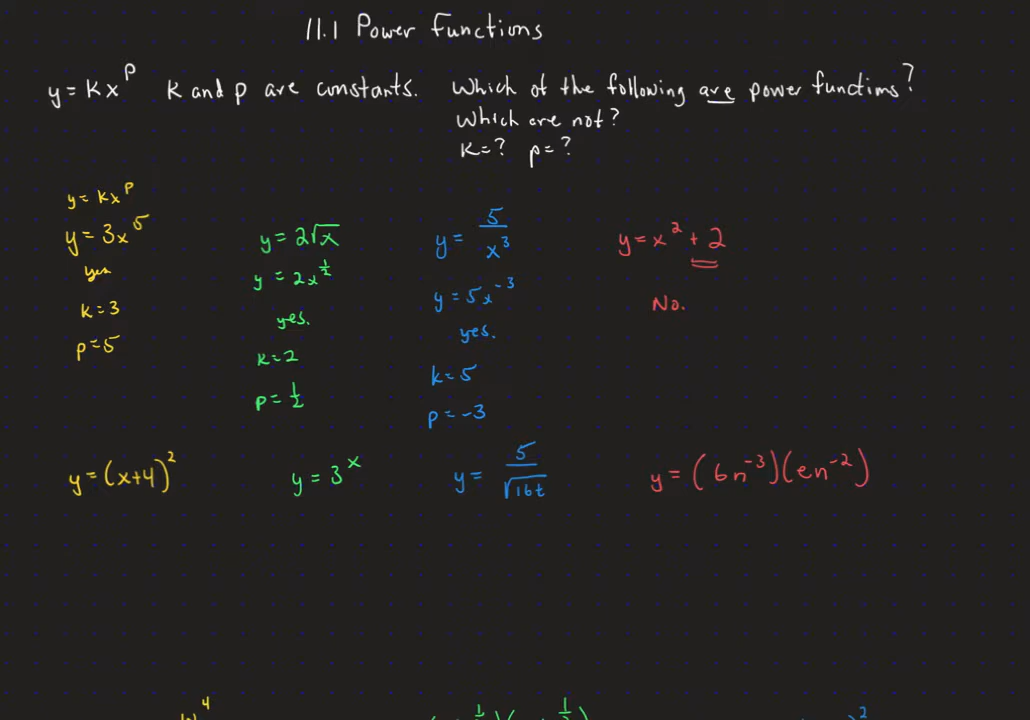 11.1 Power Functions
y = kx^p k and p are constants. Which of the following are power functions?
Which are not?
k=? p=?
y = kx^p
y = 3x^5
yes
k=3
p=5
y = 2√x
y = 2x^(1/2)
yes.
k=2
p=1/2
y = 5/x^3
y = 5x^-3
yes.
k=5
p=-3
y = x^2 + 2
No.
y = (x+4)^2
y = 3^x
y = 5/√16t
y = (6n^-3)(en^-2)